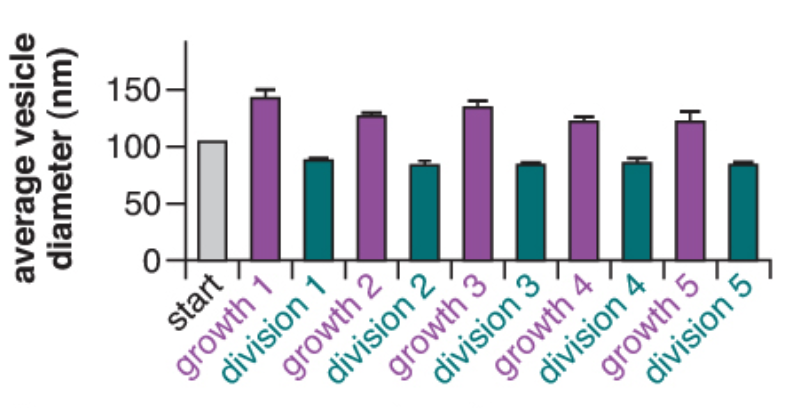 average vesicle
diameter (nm)
150
100
50
0
start
growth 1
division 1
growth 2
division 2
growth 3
division 3
growth 4
division 4
growth 5
division 5